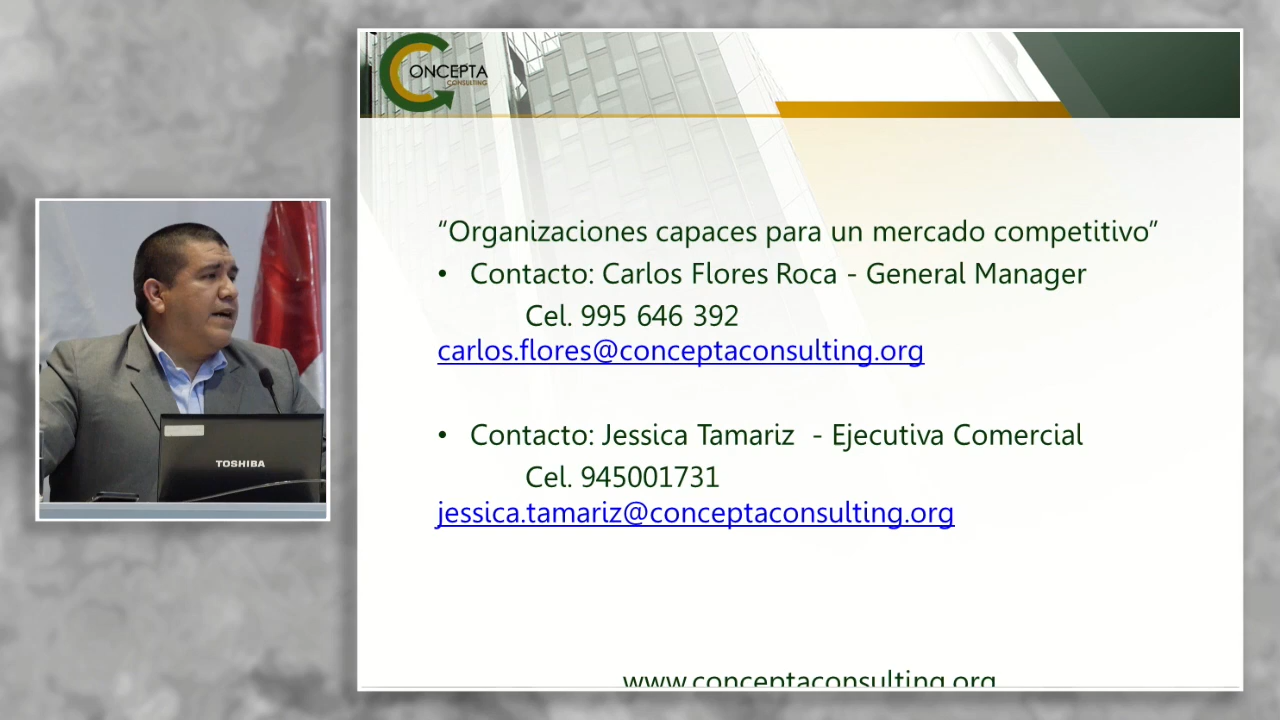 ONCEPTA
CONSULTING
“Organizaciones capaces para un mercado competitivo”
• Contacto: Carlos Flores Roca - General Manager
Cel. 995 646 392
carlos.flores@conceptaconsulting.org
• Contacto: Jessica Tamariz - Ejecutiva Comercial
Cel. 945001731
jessica.tamariz@conceptaconsulting.org
www.conceptaconsulting.org
TOSHIBA